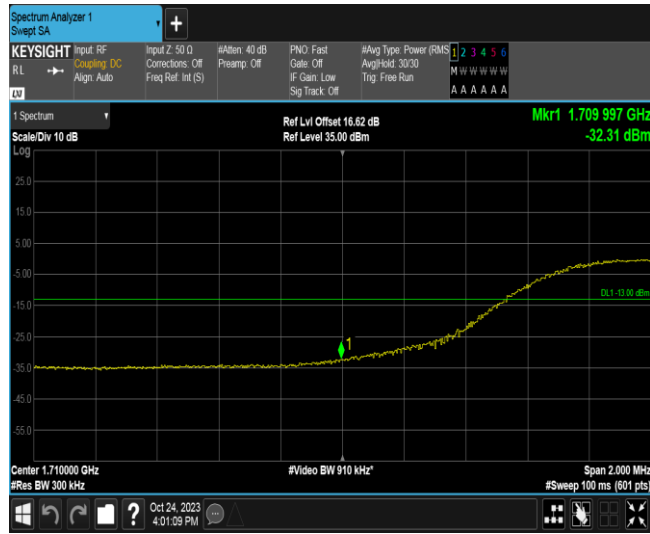 Spectrum Analyzer 1
Swept SA
KEYSIGHT
RL
LXI
Input: RF
Coupling: DC
Align: Auto
Input Z: 50 Ω
Corrections: Off
Freq Ref: Int (S)
#Atten: 40 dB
Preamp: Off
PNO: Fast
Gate: Off
IF Gain: Low
Sig Track: Off
#Avg Type: Power (RMS
Avg|Hold: 30/30
Trig: Free Run
1 2 3 4 5 6
M W W W W W
A A A A A A
1 Spectrum
Scale/Div 10 dB
Ref Lvl Offset 16.62 dB
Ref Level 35.00 dBm
Mkr1 1.709 997 GHz
-32.31 dBm
Log
25.0
15.0
5.00
-5.00
DL1 -13.00 dBm
-15.0
-25.0
1
-35.0
-45.0
-55.0
Center 1.710000 GHz
#Video BW 910 kHz*
Span 2.000 MHz
#Res BW 300 kHz
#Sweep 100 ms (601 pts)
?
Oct 24, 2023
4:01:09 PM